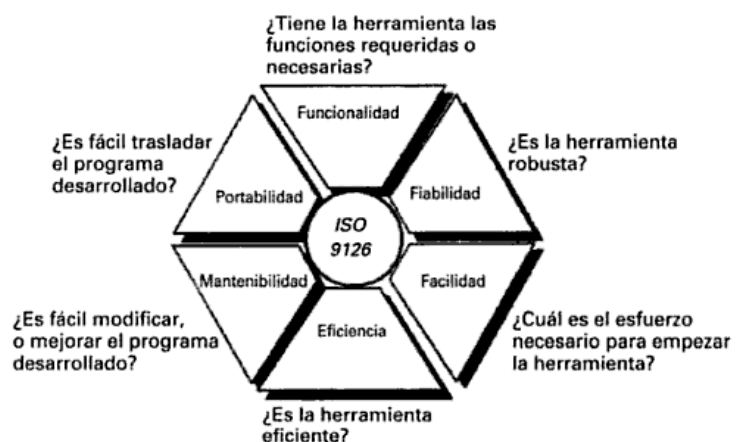 ¿Tiene la herramienta las
funciones requeridas o
necesarias?
Funcionalidad
¿Es fácil trasladar
el programa
desarrollado?
Portabilidad
¿Es la herramienta
robusta?
Fiabilidad
ISO
9126
Mantenibilidad
¿Es fácil modificar,
o mejorar el programa
desarrollado?
Facilidad
¿Cuál es el esfuerzo
necesario para empezar
la herramienta?
Eficiencia
¿Es la herramienta
eficiente?